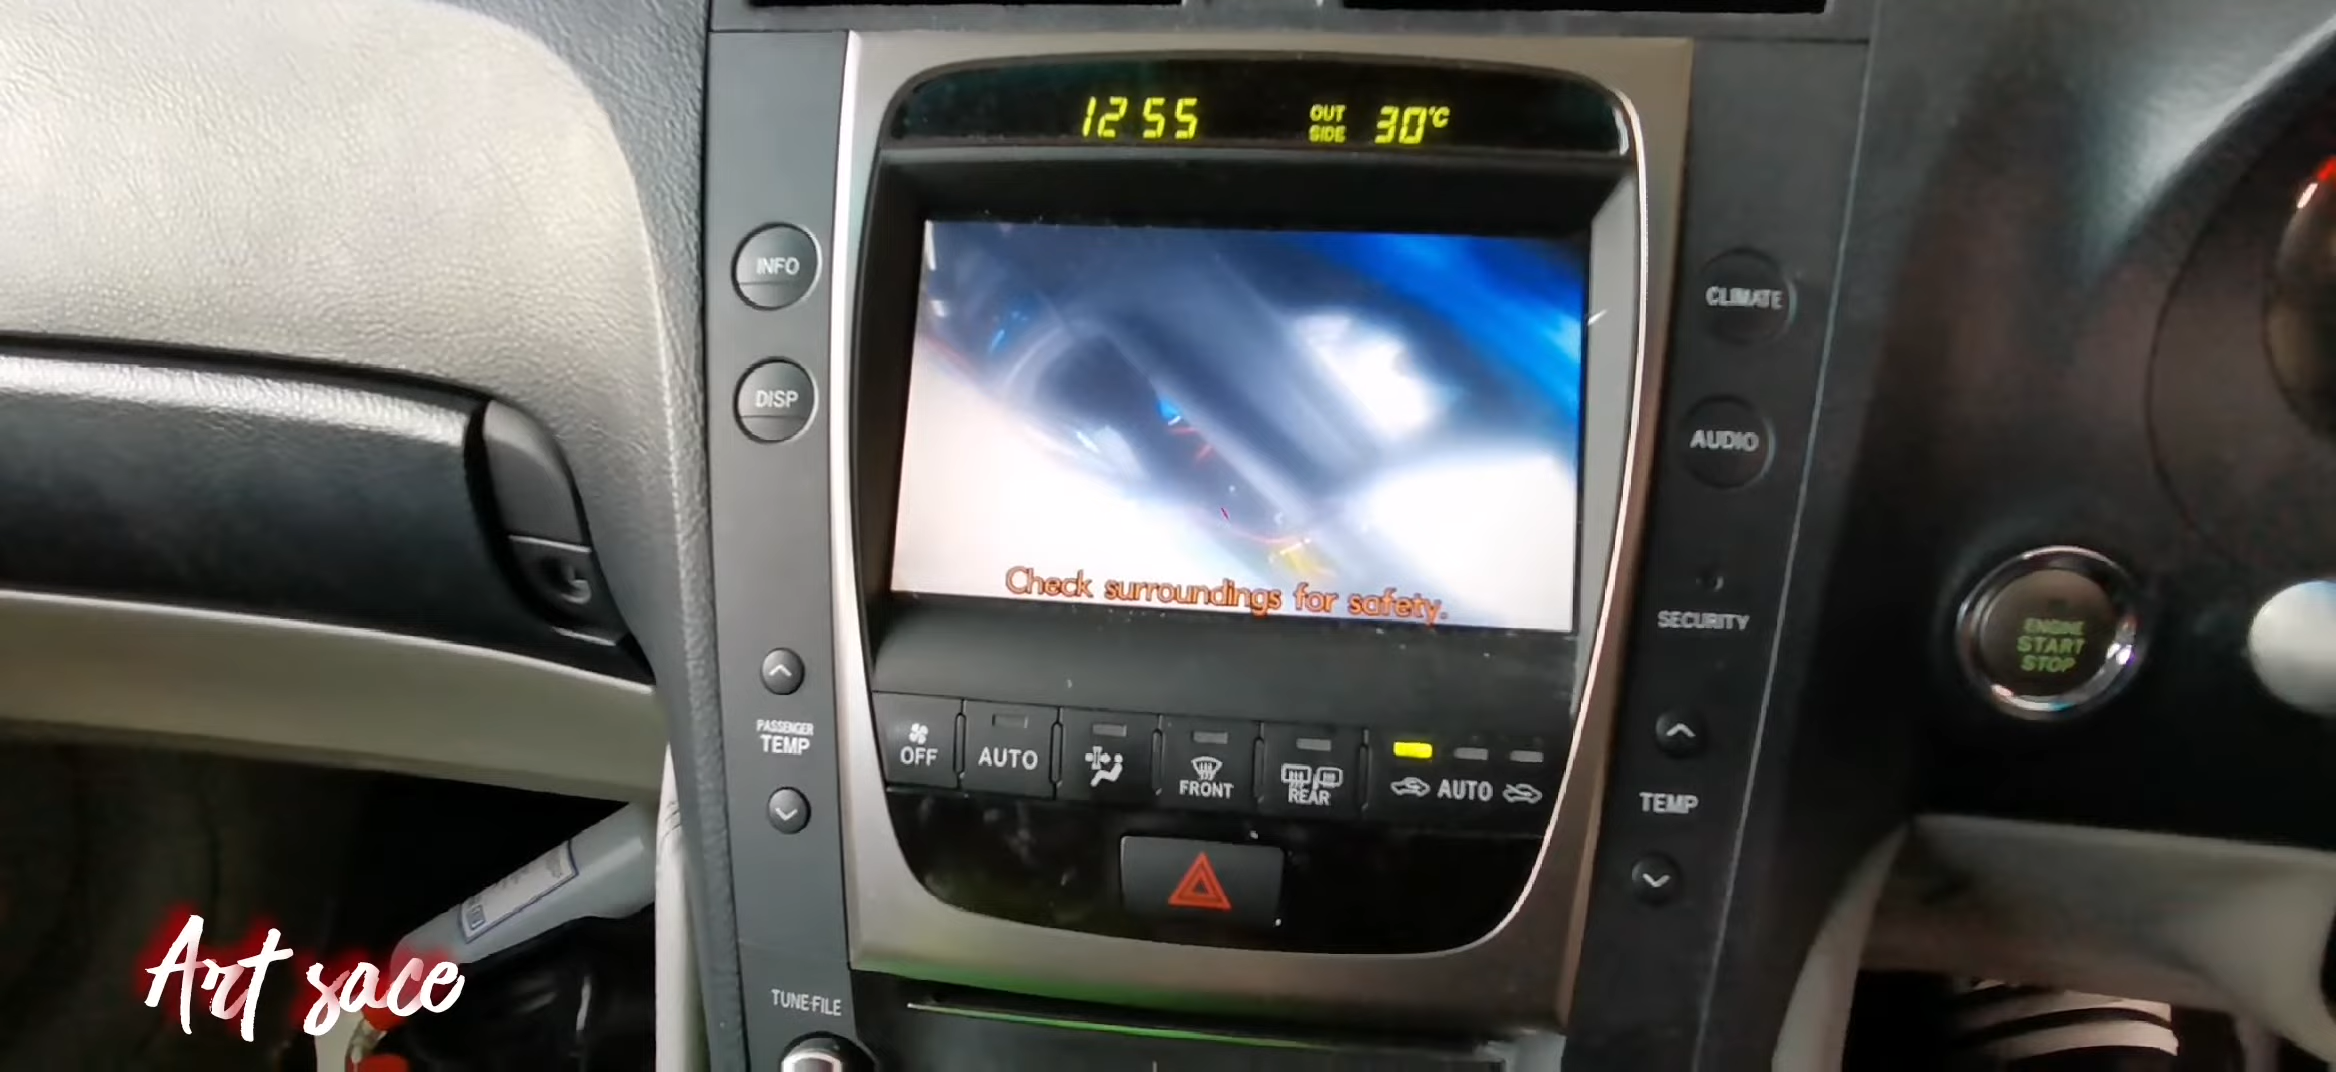 12 55
OUT SIDE 30°C
INFO
CLIMATE
DISP
AUDIO
Check surroundings for safety.
SECURITY
ENGINE
START
STOP
PASSENGER
TEMP
OFF
AUTO
FRONT
REAR
AUTO
TEMP
TUNE·FILE
Art sace